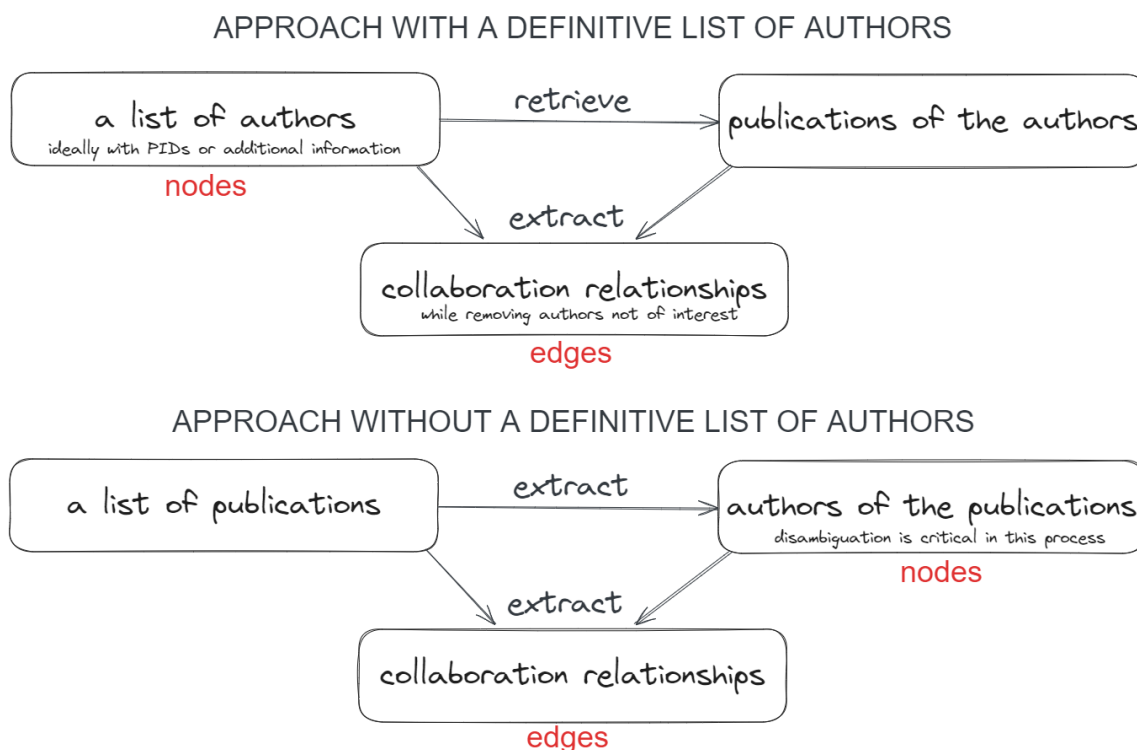 APPROACH WITH A DEFINITIVE LIST OF AUTHORS
a list of authors
ideally with PIDs or additional information
nodes
retrieve
publications of the authors
extract
collaboration relationships
while removing authors not of interest
edges
APPROACH WITHOUT A DEFINITIVE LIST OF AUTHORS
a list of publications
extract
authors of the publications
disambiguation is critical in this process
nodes
extract
collaboration relationships
edges